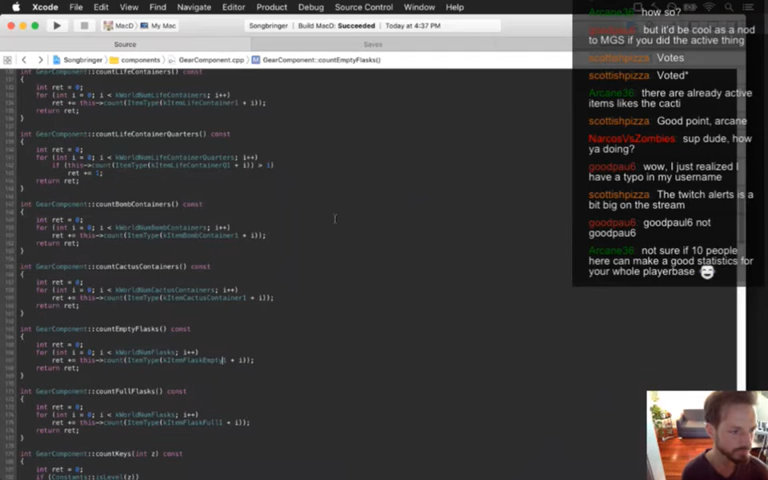 Xcode File Edit View Find Navigate Editor Product Debug Source Control Window Help
MacD My Mac Songbringer Build MacD: Succeeded Today at 4:37 PM
Source Saves
Songbringer components GearComponent.cpp GearComponent::countEmptyFlasks()
int GearComponent::countLifeContainers() const
{
int ret = 0;
for (int i = 0; i < kWorldNumLifeContainers; i++)
ret += this->count(ItemType(kItemLifeContainer1 + i));
return ret;
}
int GearComponent::countLifeContainerQuarters() const
{
int ret = 0;
for (int i = 0; i < kWorldNumLifeContainerQuarters; i++)
if (this->count(ItemType(kItemLifeContainerQ1 + i)) > 1)
ret += 1;
return ret;
}
int GearComponent::countBombContainers() const
{
int ret = 0;
for (int i = 0; i < kWorldNumBombContainers; i++)
ret += this->count(ItemType(kItemBombContainer1 + i));
return ret;
}
int GearComponent::countCactusContainers() const
{
int ret = 0;
for (int i = 0; i < kWorldNumCactusContainers; i++)
ret += this->count(ItemType(kItemCactusContainer1 + i));
return ret;
}
int GearComponent::countEmptyFlasks() const
{
int ret = 0;
for (int i = 0; i < kWorldNumFlasks; i++)
ret += this->count(ItemType(kItemFlaskEmpty1 + i));
return ret;
}
int GearComponent::countFullFlasks() const
{
int ret = 0;
for (int i = 0; i < kWorldNumFlasks; i++)
ret += this->count(ItemType(kItemFlaskFull1 + i));
return ret;
}
int GearComponent::countKeys(int z) const
{
int ret = 0;
if (Constants::isLevel(z))
Arcane36: how so?
but it'd be cool as a nod
to MGS if you did the active thing
scottishpizza Votes
scottishpizza Voted*
Arcane36: there are already active
items likes the cacti
scottishpizza Good point, arcane
NarcosVsZombies: sup dude, how
ya doing?
goodpau6 wow, I just realized I
have a typo in my username
scottishpizza The twitch alerts is a
bit big on the stream
goodpau6 goodpaul6 not
goodpau6
Arcane36: not sure if 10 people
here can make a good statistics for
your whole playerbase